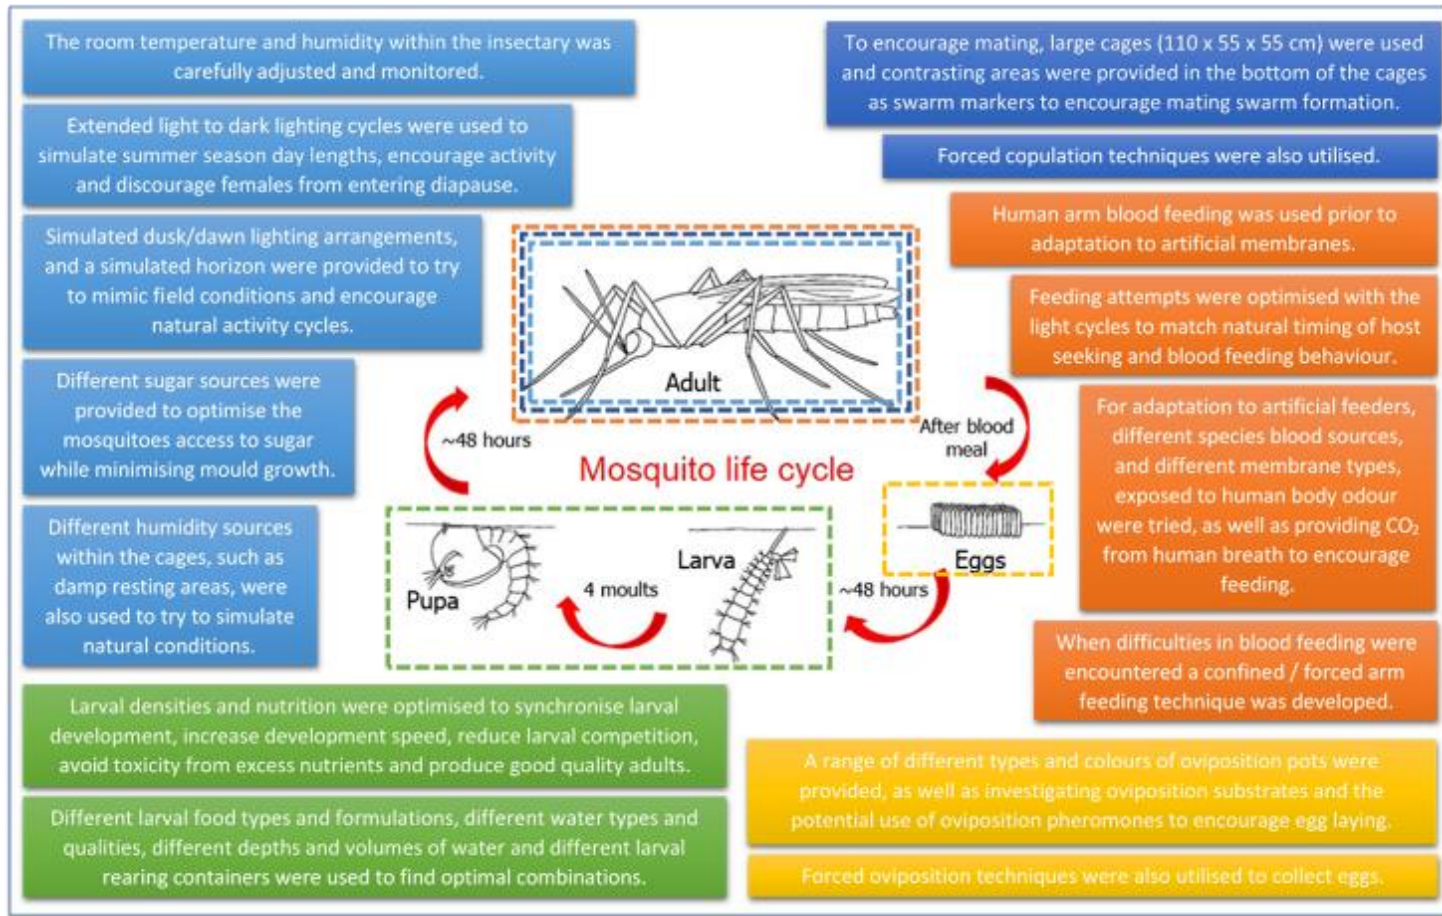 The room temperature and humidity within the insectary was
carefully adjusted and monitored.
Extended light to dark lighting cycles were used to
simulate summer season day lengths, encourage activity
and discourage females from entering diapause.
Simulated dusk/dawn lighting arrangements,
and a simulated horizon were provided to try
to mimic field conditions and encourage
natural activity cycles.
Different sugar sources were
provided to optimise the
mosquitoes access to sugar
while minimising mould growth.
Different humidity sources
within the cages, such as
damp resting areas, were
also used to try to simulate
natural conditions.
To encourage mating, large cages (110 x 55 x 55 cm) were used
and contrasting areas were provided in the bottom of the cages
as swarm markers to encourage mating swarm formation.
Forced copulation techniques were also utilised.
Human arm blood feeding was used prior to
adaptation to artificial membranes.
Feeding attempts were optimised with the
light cycles to match natural timing of host
seeking and blood feeding behaviour.
For adaptation to artificial feeders,
different species blood sources,
and different membrane types,
exposed to human body odour
were tried, as well as providing CO₂
from human breath to encourage
feeding.
When difficulties in blood feeding were
encountered a confined / forced arm
feeding technique was developed.
Adult
~48 hours
After blood
meal
Mosquito life cycle
Larva
Eggs
Pupa
4 moults
~48 hours
Larval densities and nutrition were optimised to synchronise larval
development, increase development speed, reduce larval competition,
avoid toxicity from excess nutrients and produce good quality adults.
Different larval food types and formulations, different water types and
qualities, different depths and volumes of water and different larval
rearing containers were used to find optimal combinations.
A range of different types and colours of oviposition pots were
provided, as well as investigating oviposition substrates and the
potential use of oviposition pheromones to encourage egg laying.
Forced oviposition techniques were also utilised to collect eggs.